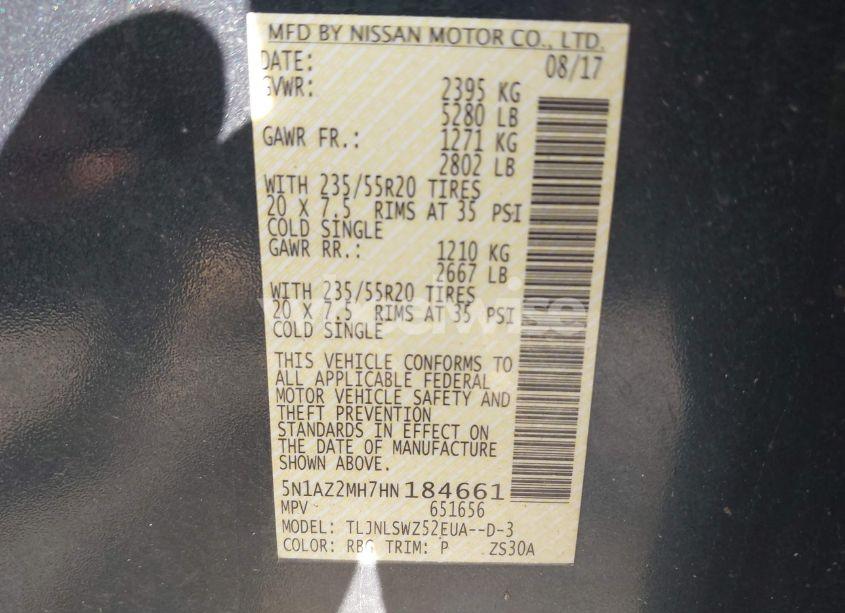 MFD BY NISSAN MOTOR CO., LTD.
DATE: 08/17
GVWR: 2395 KG
5280 LB
GAWR FR.: 1271 KG
2802 LB
WITH 235/55R20 TIRES
20 X 7.5 RIMS AT 35 PSI
COLD SINGLE
GAWR RR.: 1210 KG
2667 LB
WITH 235/55R20 TIRES
20 X 7.5 RIMS AT 35 PSI
COLD SINGLE
THIS VEHICLE CONFORMS TO
ALL APPLICABLE FEDERAL
MOTOR VEHICLE SAFETY AND
THEFT PREVENTION
STANDARDS IN EFFECT ON
THE DATE OF MANUFACTURE
SHOWN ABOVE.
5N1AZ2MH7HN184661
MPV 651656
MODEL: TLJNLSWZ52EUA--D-3
COLOR: RBG TRIM: P ZS30A